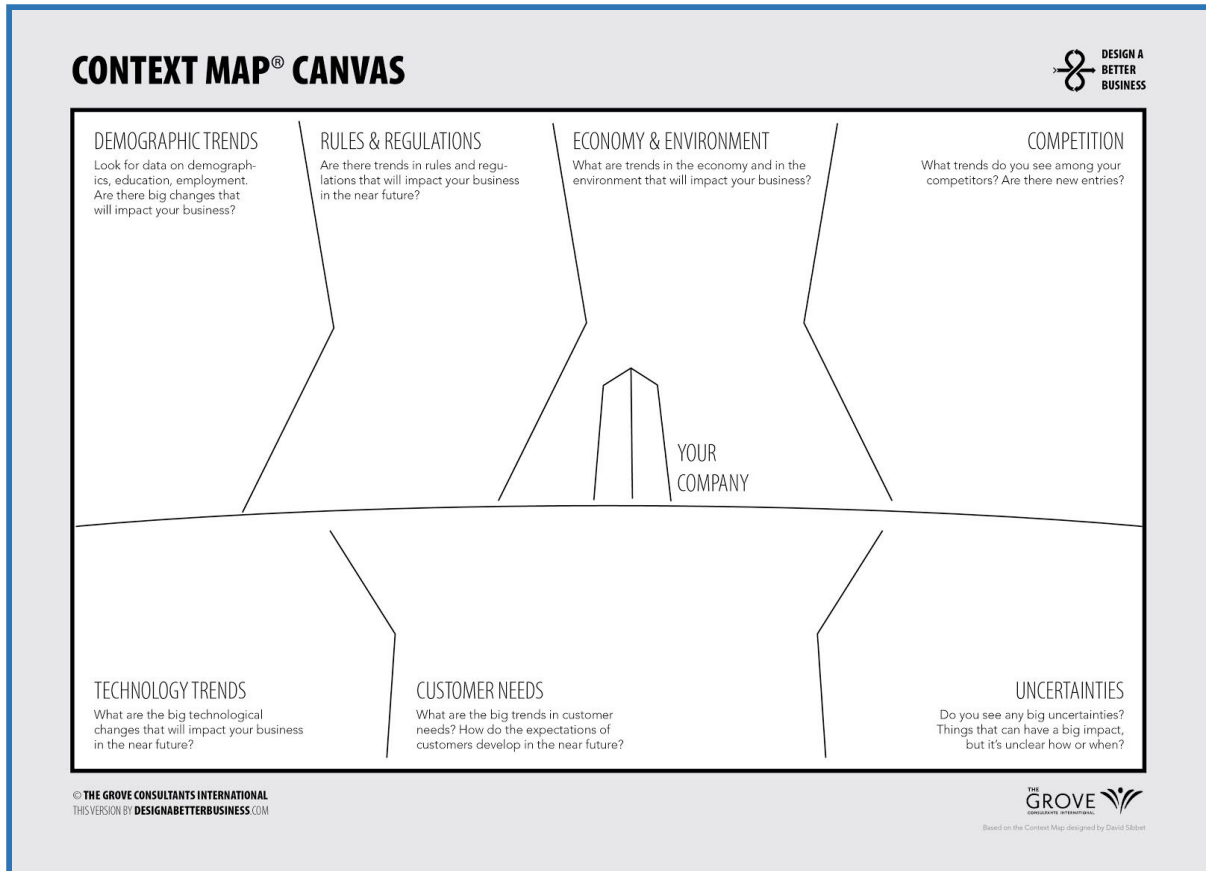 CONTEXT MAP® CANVAS
DESIGN A
BETTER
BUSINESS
DEMOGRAPHIC TRENDS
Look for data on demograph-
ics, education, employment.
Are there big changes that
will impact your business?
RULES & REGULATIONS
Are there trends in rules and regu-
lations that will impact your business
in the near future?
ECONOMY & ENVIRONMENT
What are trends in the economy and in the
environment that will impact your business?
COMPETITION
What trends do you see among your
competitors? Are there new entries?
YOUR
COMPANY
TECHNOLOGY TRENDS
What are the big technological
changes that will impact your business
in the near future?
CUSTOMER NEEDS
What are the big trends in customer
needs? How do the expectations of
customers develop in the near future?
UNCERTAINTIES
Do you see any big uncertainties?
Things that can have a big impact,
but it's unclear how or when?
© THE GROVE CONSULTANTS INTERNATIONAL
THIS VERSION BY DESIGNABETTERBUSINESS.COM
THE
GROVE
CONSULTANTS INTERNATIONAL
Based on the Context Map designed by David Sibbet